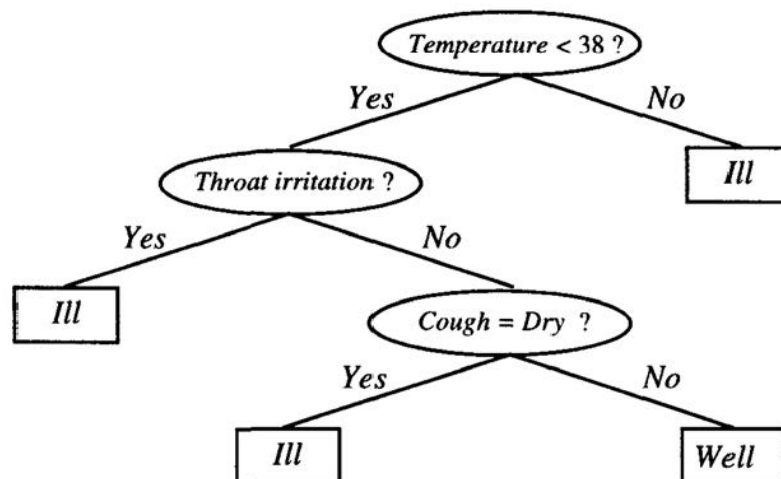 Temperature < 38 ?
Yes
No
Throat irritation ?
Ill
Yes
No
Ill
Cough = Dry ?
Yes
No
Ill
Well